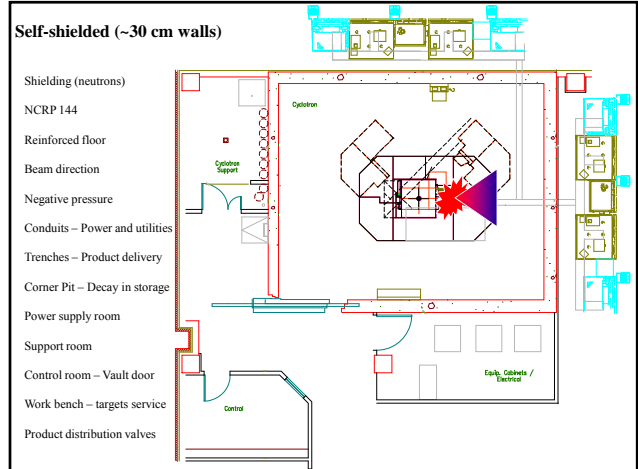 Self-shielded (~30 cm walls)
Shielding (neutrons)
NCRP 144
Reinforced floor
Beam direction
Negative pressure
Conduits – Power and utilities
Trenches – Product delivery
Corner Pit – Decay in storage
Power supply room
Support room
Control room – Vault door
Work bench – targets service
Product distribution valves
Cyclotron
Cyclotron
Support
Equip. Cabinets /
Electrical
Control